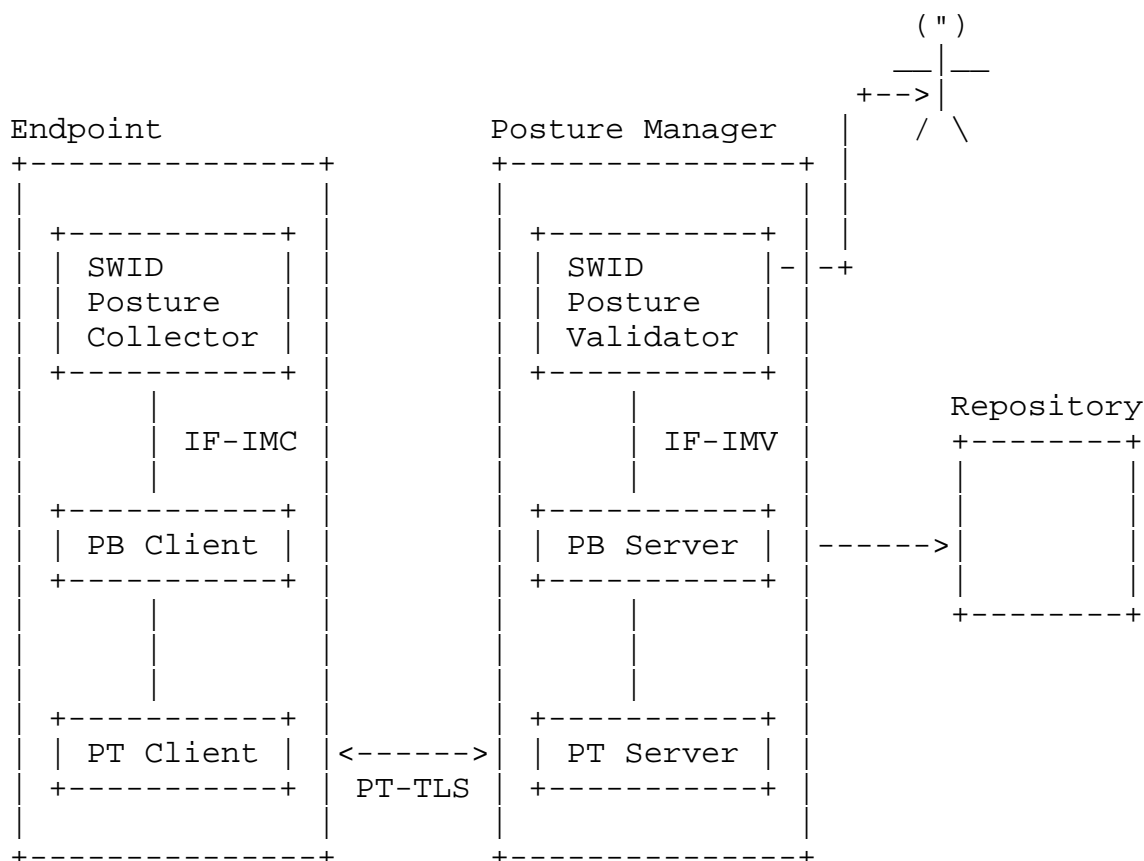 Endpoint
Posture Manager
SWID
Posture
Collector
SWID
Posture
Validator
Repository
IF-IMC
IF-IMV
PB Client
PB Server
PT Client
PT Server
PT-TLS